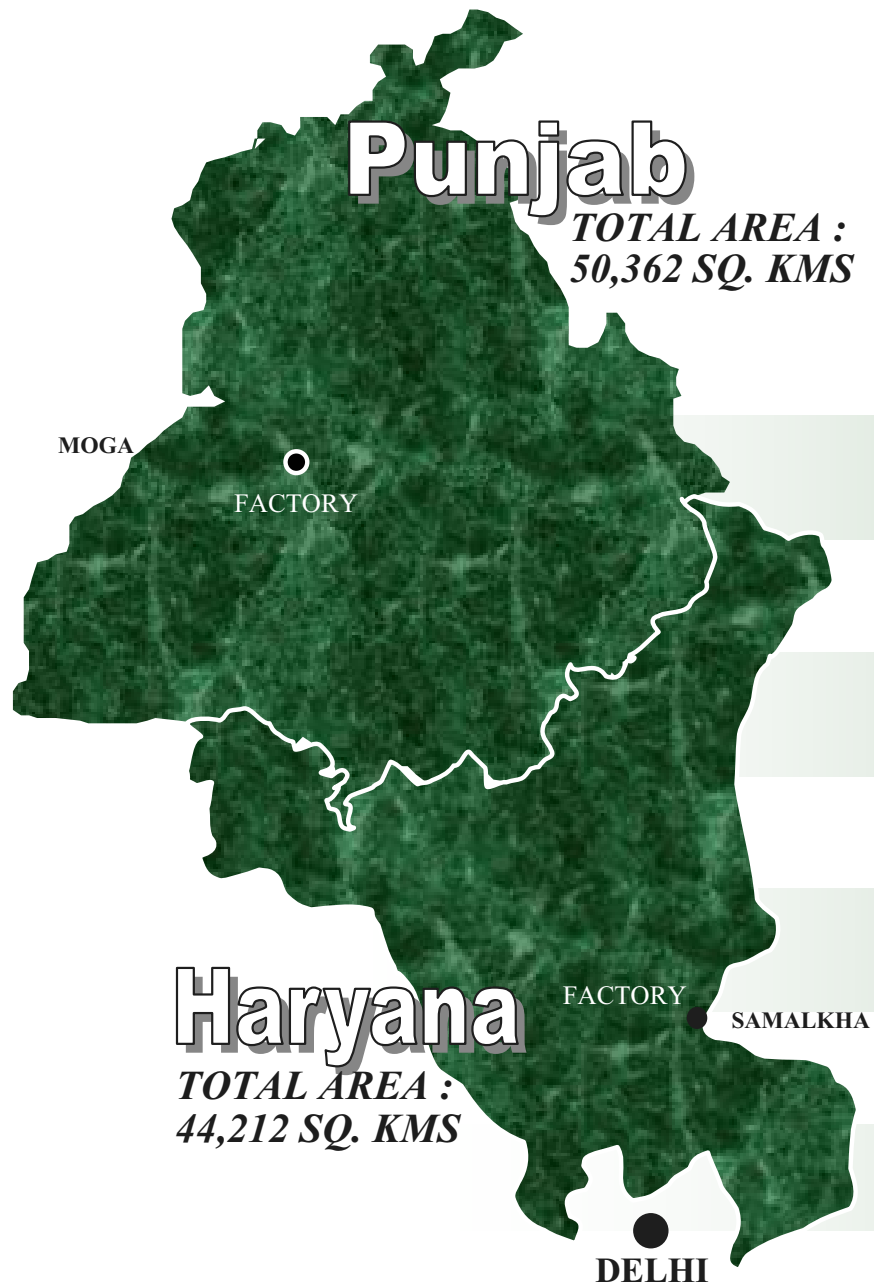 Punjab
TOTAL AREA :
50,362 SQ. KMS
MOGA
FACTORY
Haryana
TOTAL AREA :
44,212 SQ. KMS
FACTORY
SAMALKHA
DELHI